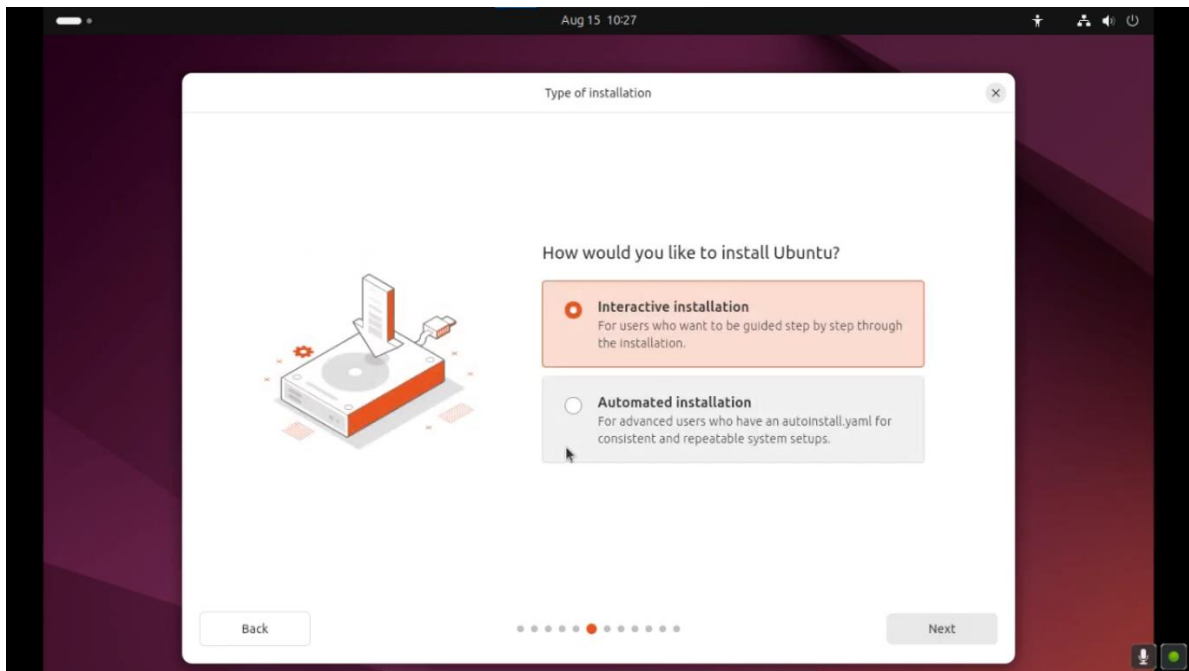 Aug 15 10:27
Type of installation
How would you like to install Ubuntu?
Interactive installation
For users who want to be guided step by step through
the installation.
Automated installation
For advanced users who have an autoinstall.yaml for
consistent and repeatable system setups.
Back
Next